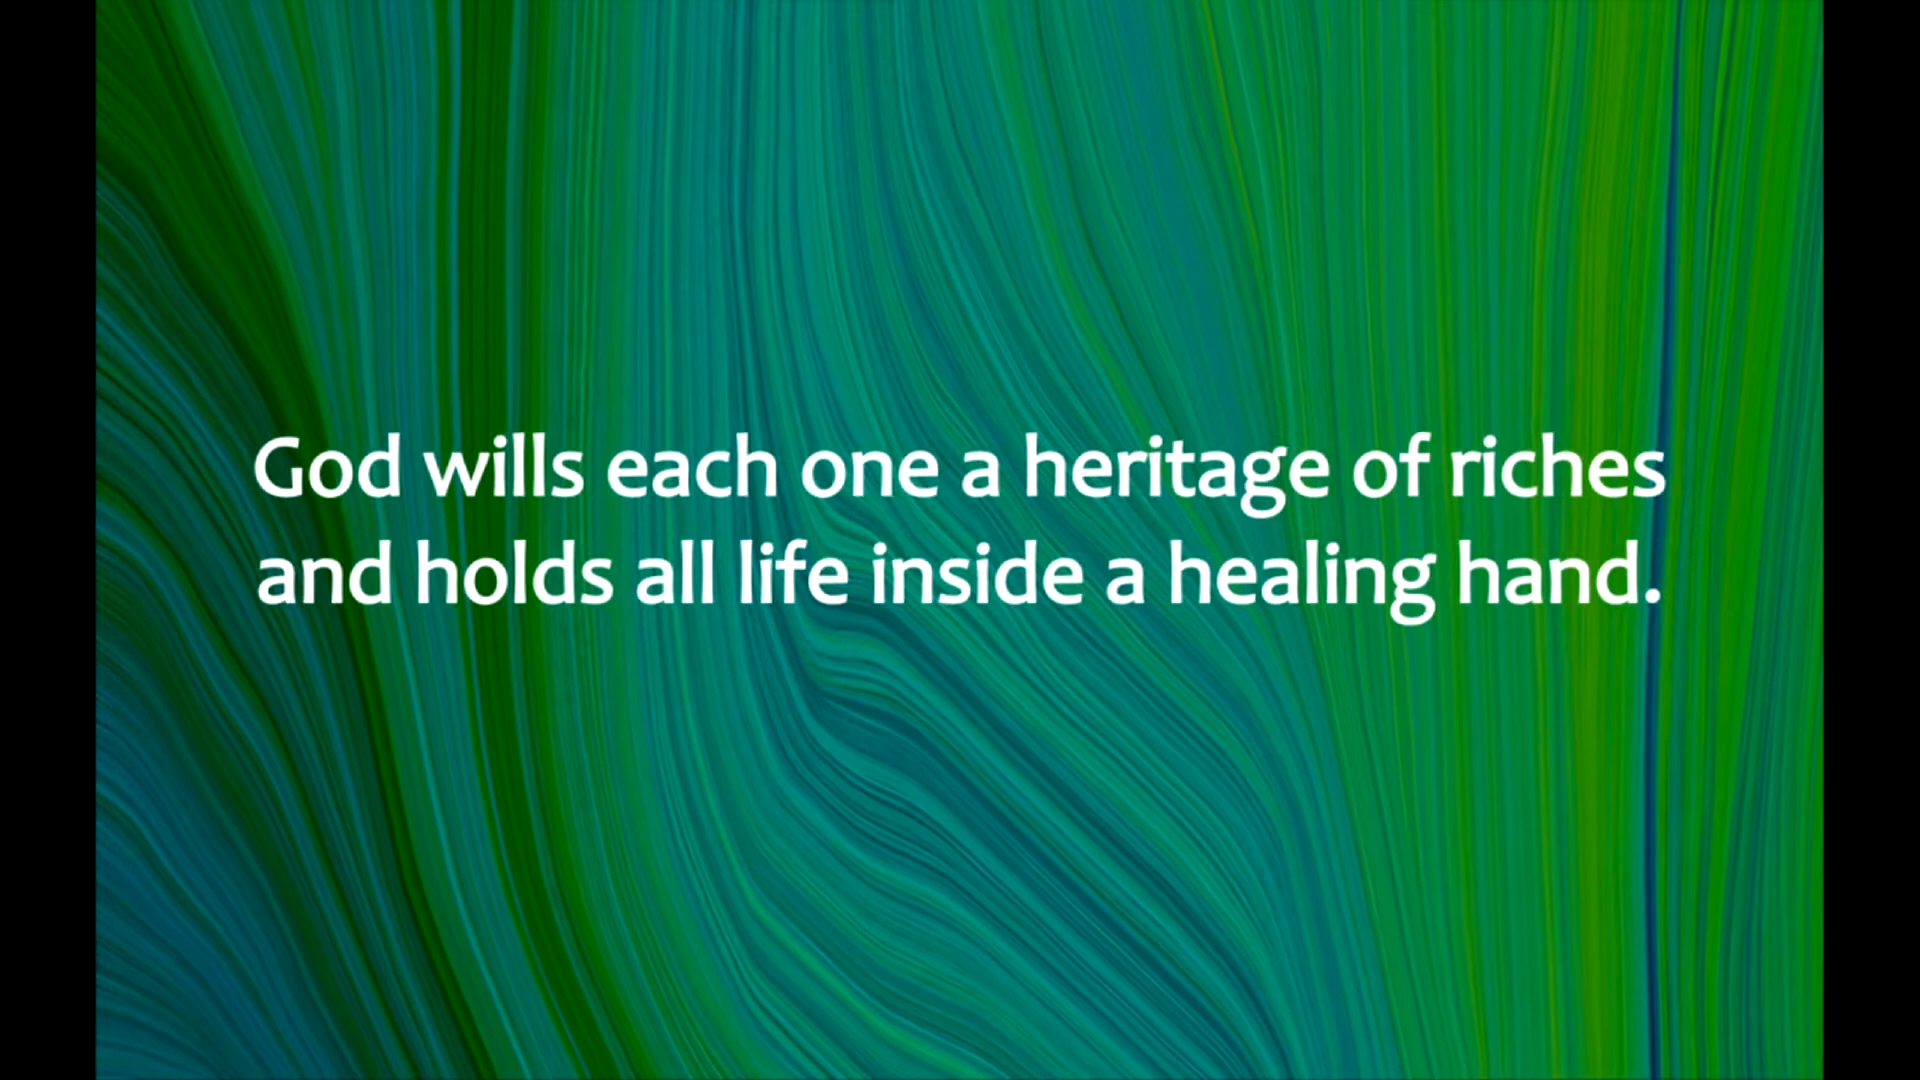 God wills each one a heritage of riches
and holds all life inside a healing hand.